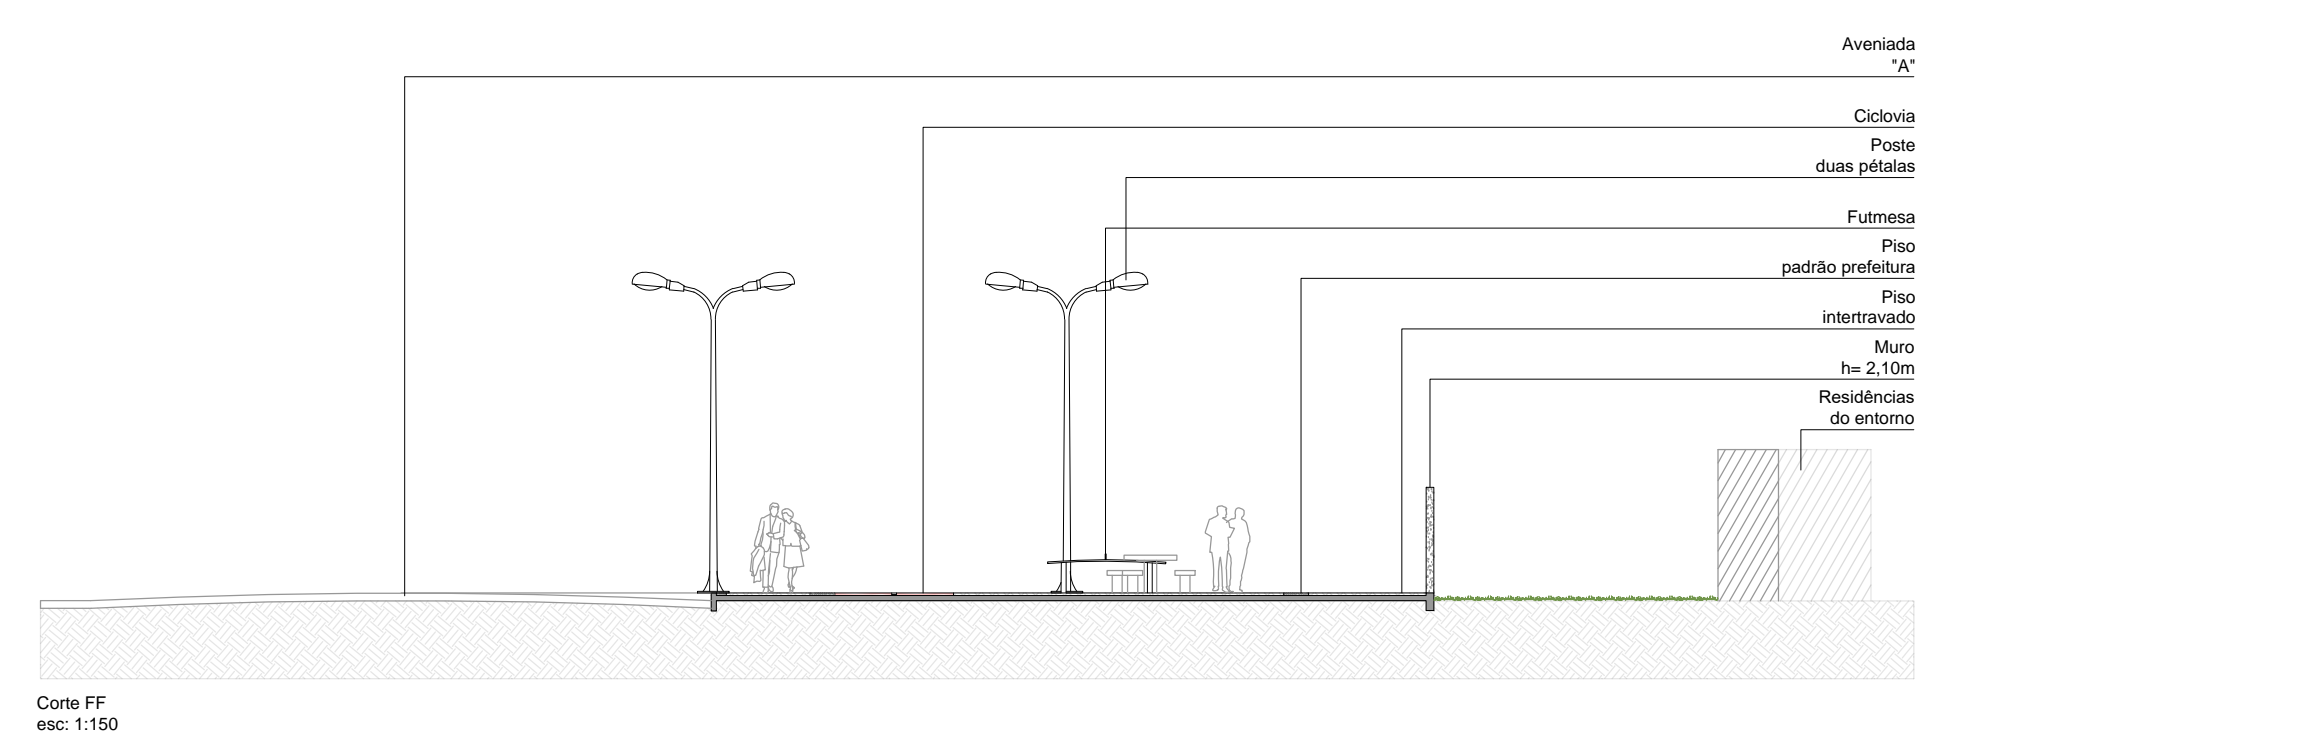 Aveniada
"A"
Ciclovia
Poste
duas pétalas
Futmesa
Piso
padrão prefeitura
Piso
intertravado
Muro
h= 2,10m
Residências
do entorno
Corte FF
esc: 1:150